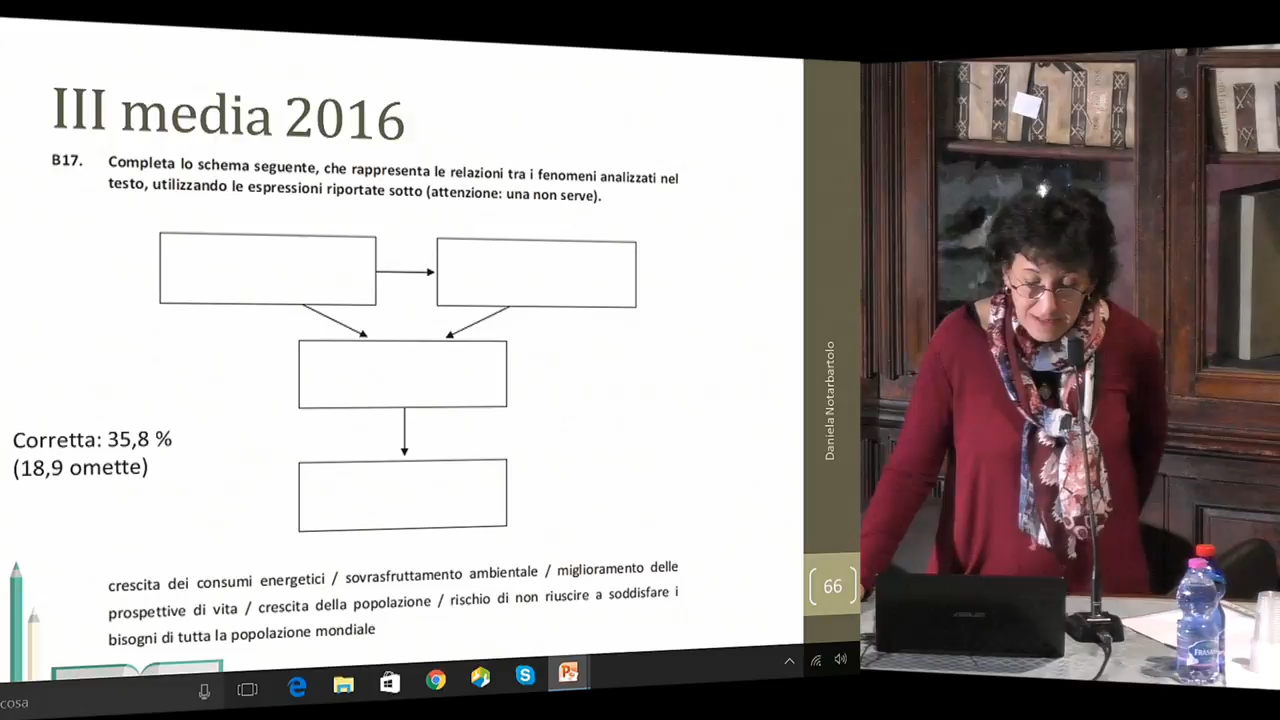 III media 2016
B17. Completa lo schema seguente, che rappresenta le relazioni tra i fenomeni analizzati nel
testo, utilizzando le espressioni riportate sotto (attenzione: una non serve).
Corretta: 35,8 %
(18,9 omette)
crescita dei consumi energetici / sovrasfruttamento ambientale / miglioramento delle
prospettive di vita / crescita della popolazione / rischio di non riuscire a soddisfare i
bisogni di tutta la popolazione mondiale
Daniela Notarbartolo
66
cosa
ASUS